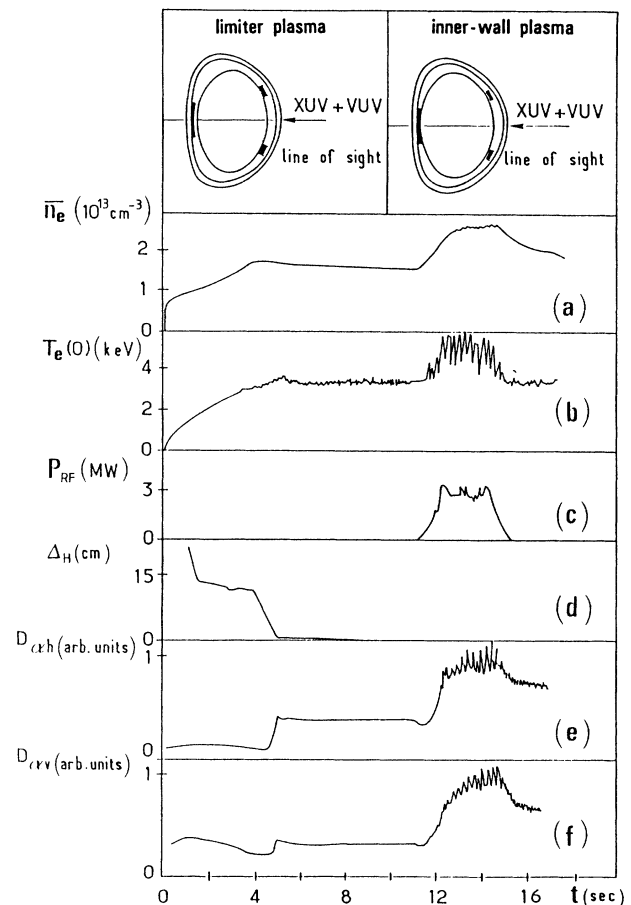 limiter plasma
inner-wall plasma
XUV+VUV
line of sight
XUV+VUV
line of sight
n̅e (10¹³cm⁻³)
2
1
0
(a)
Te(0)(keV)
4
2
0
(b)
PRF (MW)
3
0
(c)
ΔH(cm)
15
0
(d)
Dαh(arb.units)
1
0
(e)
Dαv(arb.units)
1
0
(f)
0 4 8 12 16 t(sec)